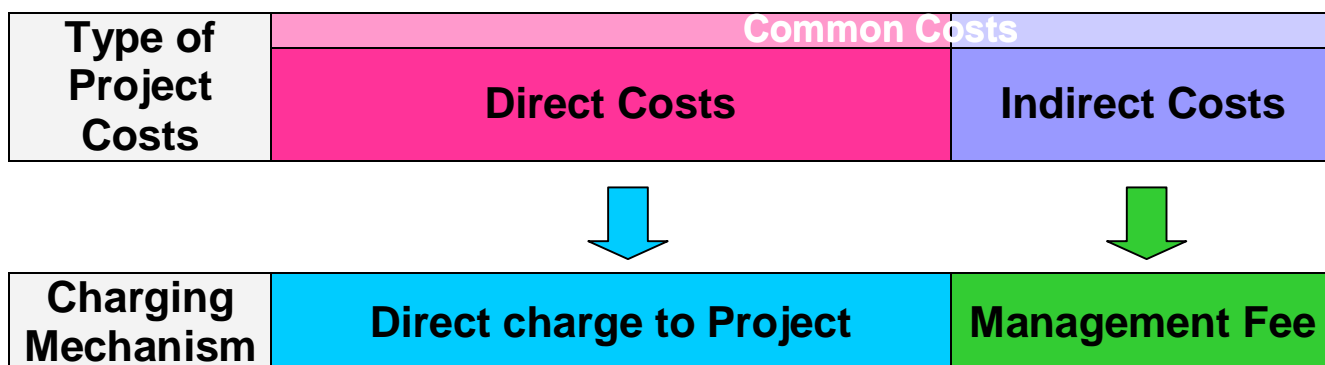 Type of
Project
Costs
Common Costs
Direct Costs
Indirect Costs
Charging
Mechanism
Direct charge to Project
Management Fee